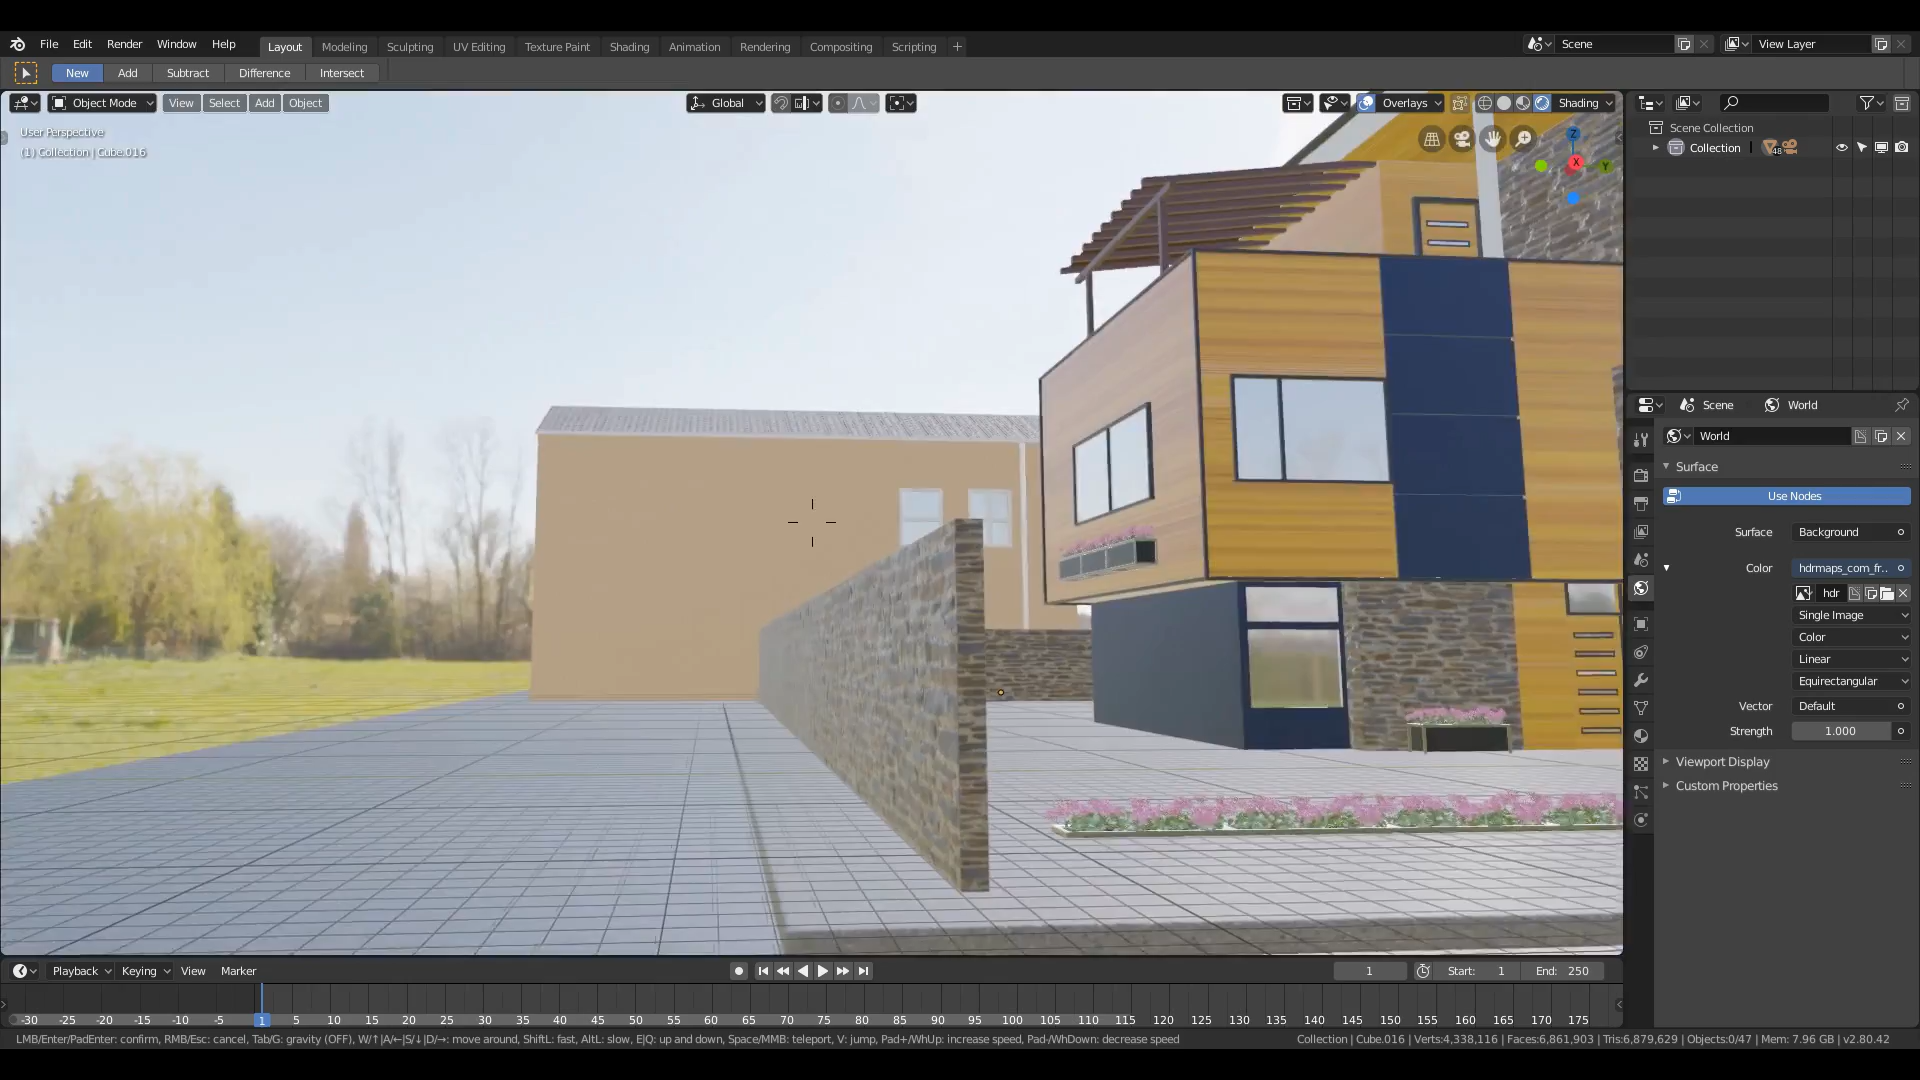 File Edit Render Window Help Layout Modeling Sculpting UV Editing Texture Paint Shading Animation Rendering Compositing Scripting + Scene View Layer
New Add Subtract Difference Intersect
Object Mode View Select Add Object Global Overlays Shading
User Perspective
(1) Collection | Cube.016
Z
X
Y
Scene Collection
Collection 48
Scene World
World
Surface
Use Nodes
Surface Background
Color hdrmaps_com_fr..
hdr
Single Image
Color
Linear
Equirectangular
Vector Default
Strength 1.000
Viewport Display
Custom Properties
Playback Keying View Marker 1 Start: 1 End: 250
-30 -25 -20 -15 -10 -5 1 5 10 15 20 25 30 35 40 45 50 55 60 65 70 75 80 85 90 95 100 105 110 115 120 125 130 135 140 145 150 155 160 165 170 175
LMB/Enter/PadEnter: confirm, RMB/Esc: cancel, Tab/G: gravity (OFF), W/↑|A/←|S/↓|D/→: move around, ShiftL: fast, AltL: slow, E|Q: up and down, Space/MMB: teleport, V: jump, Pad+/WhUp: increase speed, Pad-/WhDown: decrease speed Collection | Cube.016 | Verts:4,338,116 | Faces:6,861,903 | Tris:6,879,629 | Objects:0/47 | Mem: 7.96 GB | v2.80.42